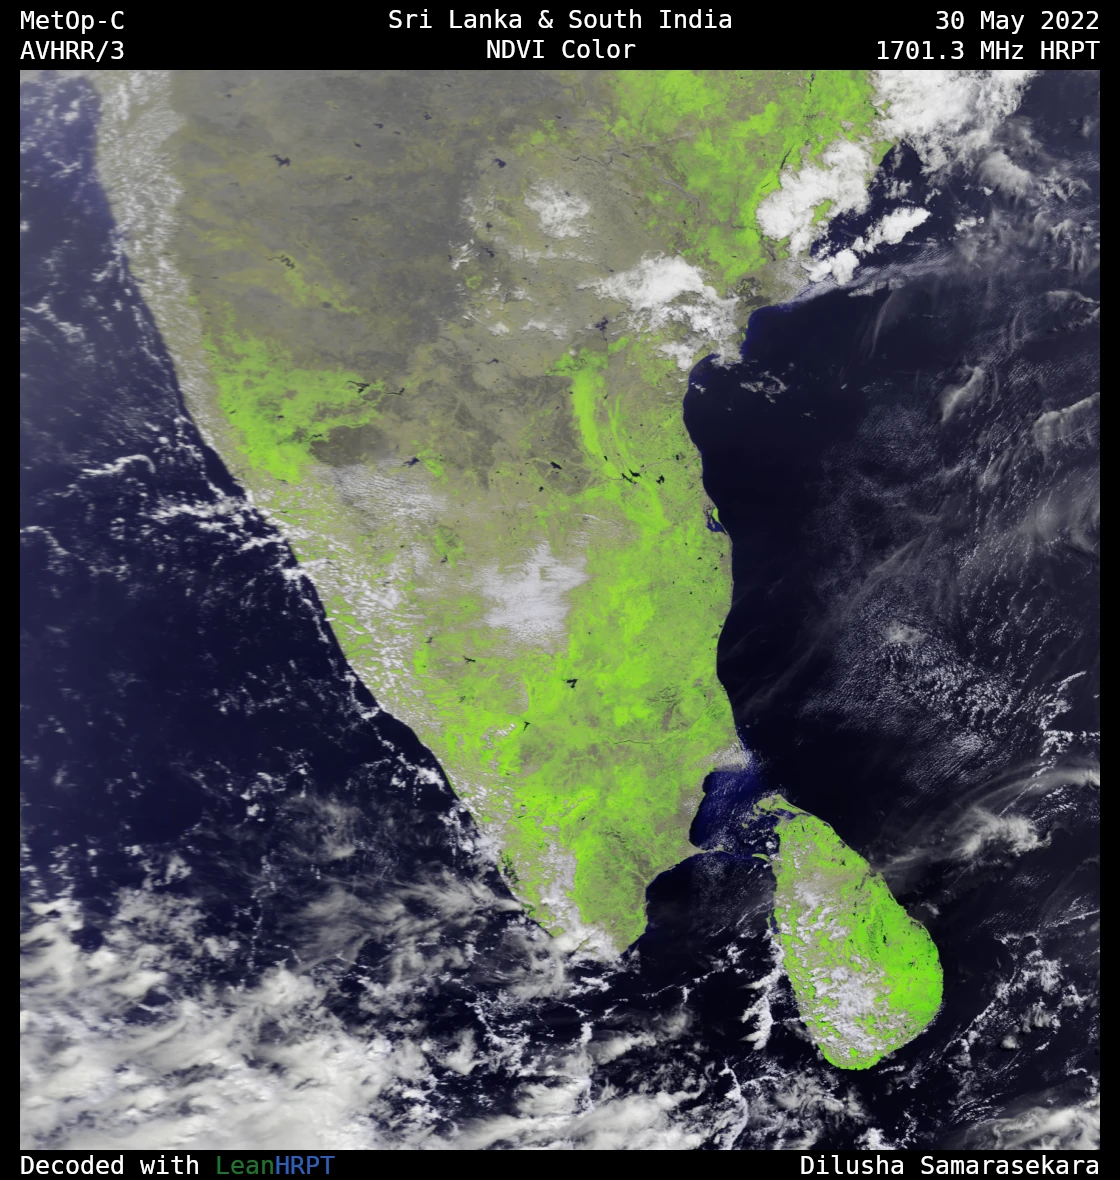 MetOp-C
AVHRR/3
Sri Lanka & South India
NDVI Color
30 May 2022
1701.3 MHz HRPT
Decoded with LeanHRPT
Dilusha Samarasekara